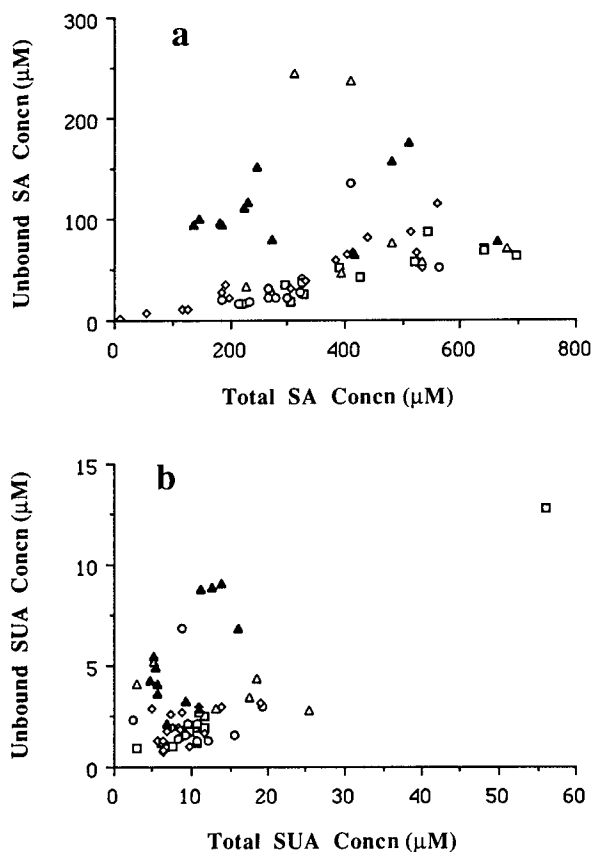 a
300
200
100
0
Unbound SA Concn (µM)
0 200 400 600 800
Total SA Concn (µM)
b
15
10
5
0
Unbound SUA Concn (µM)
0 10 20 30 40 50 60
Total SUA Concn (µM)